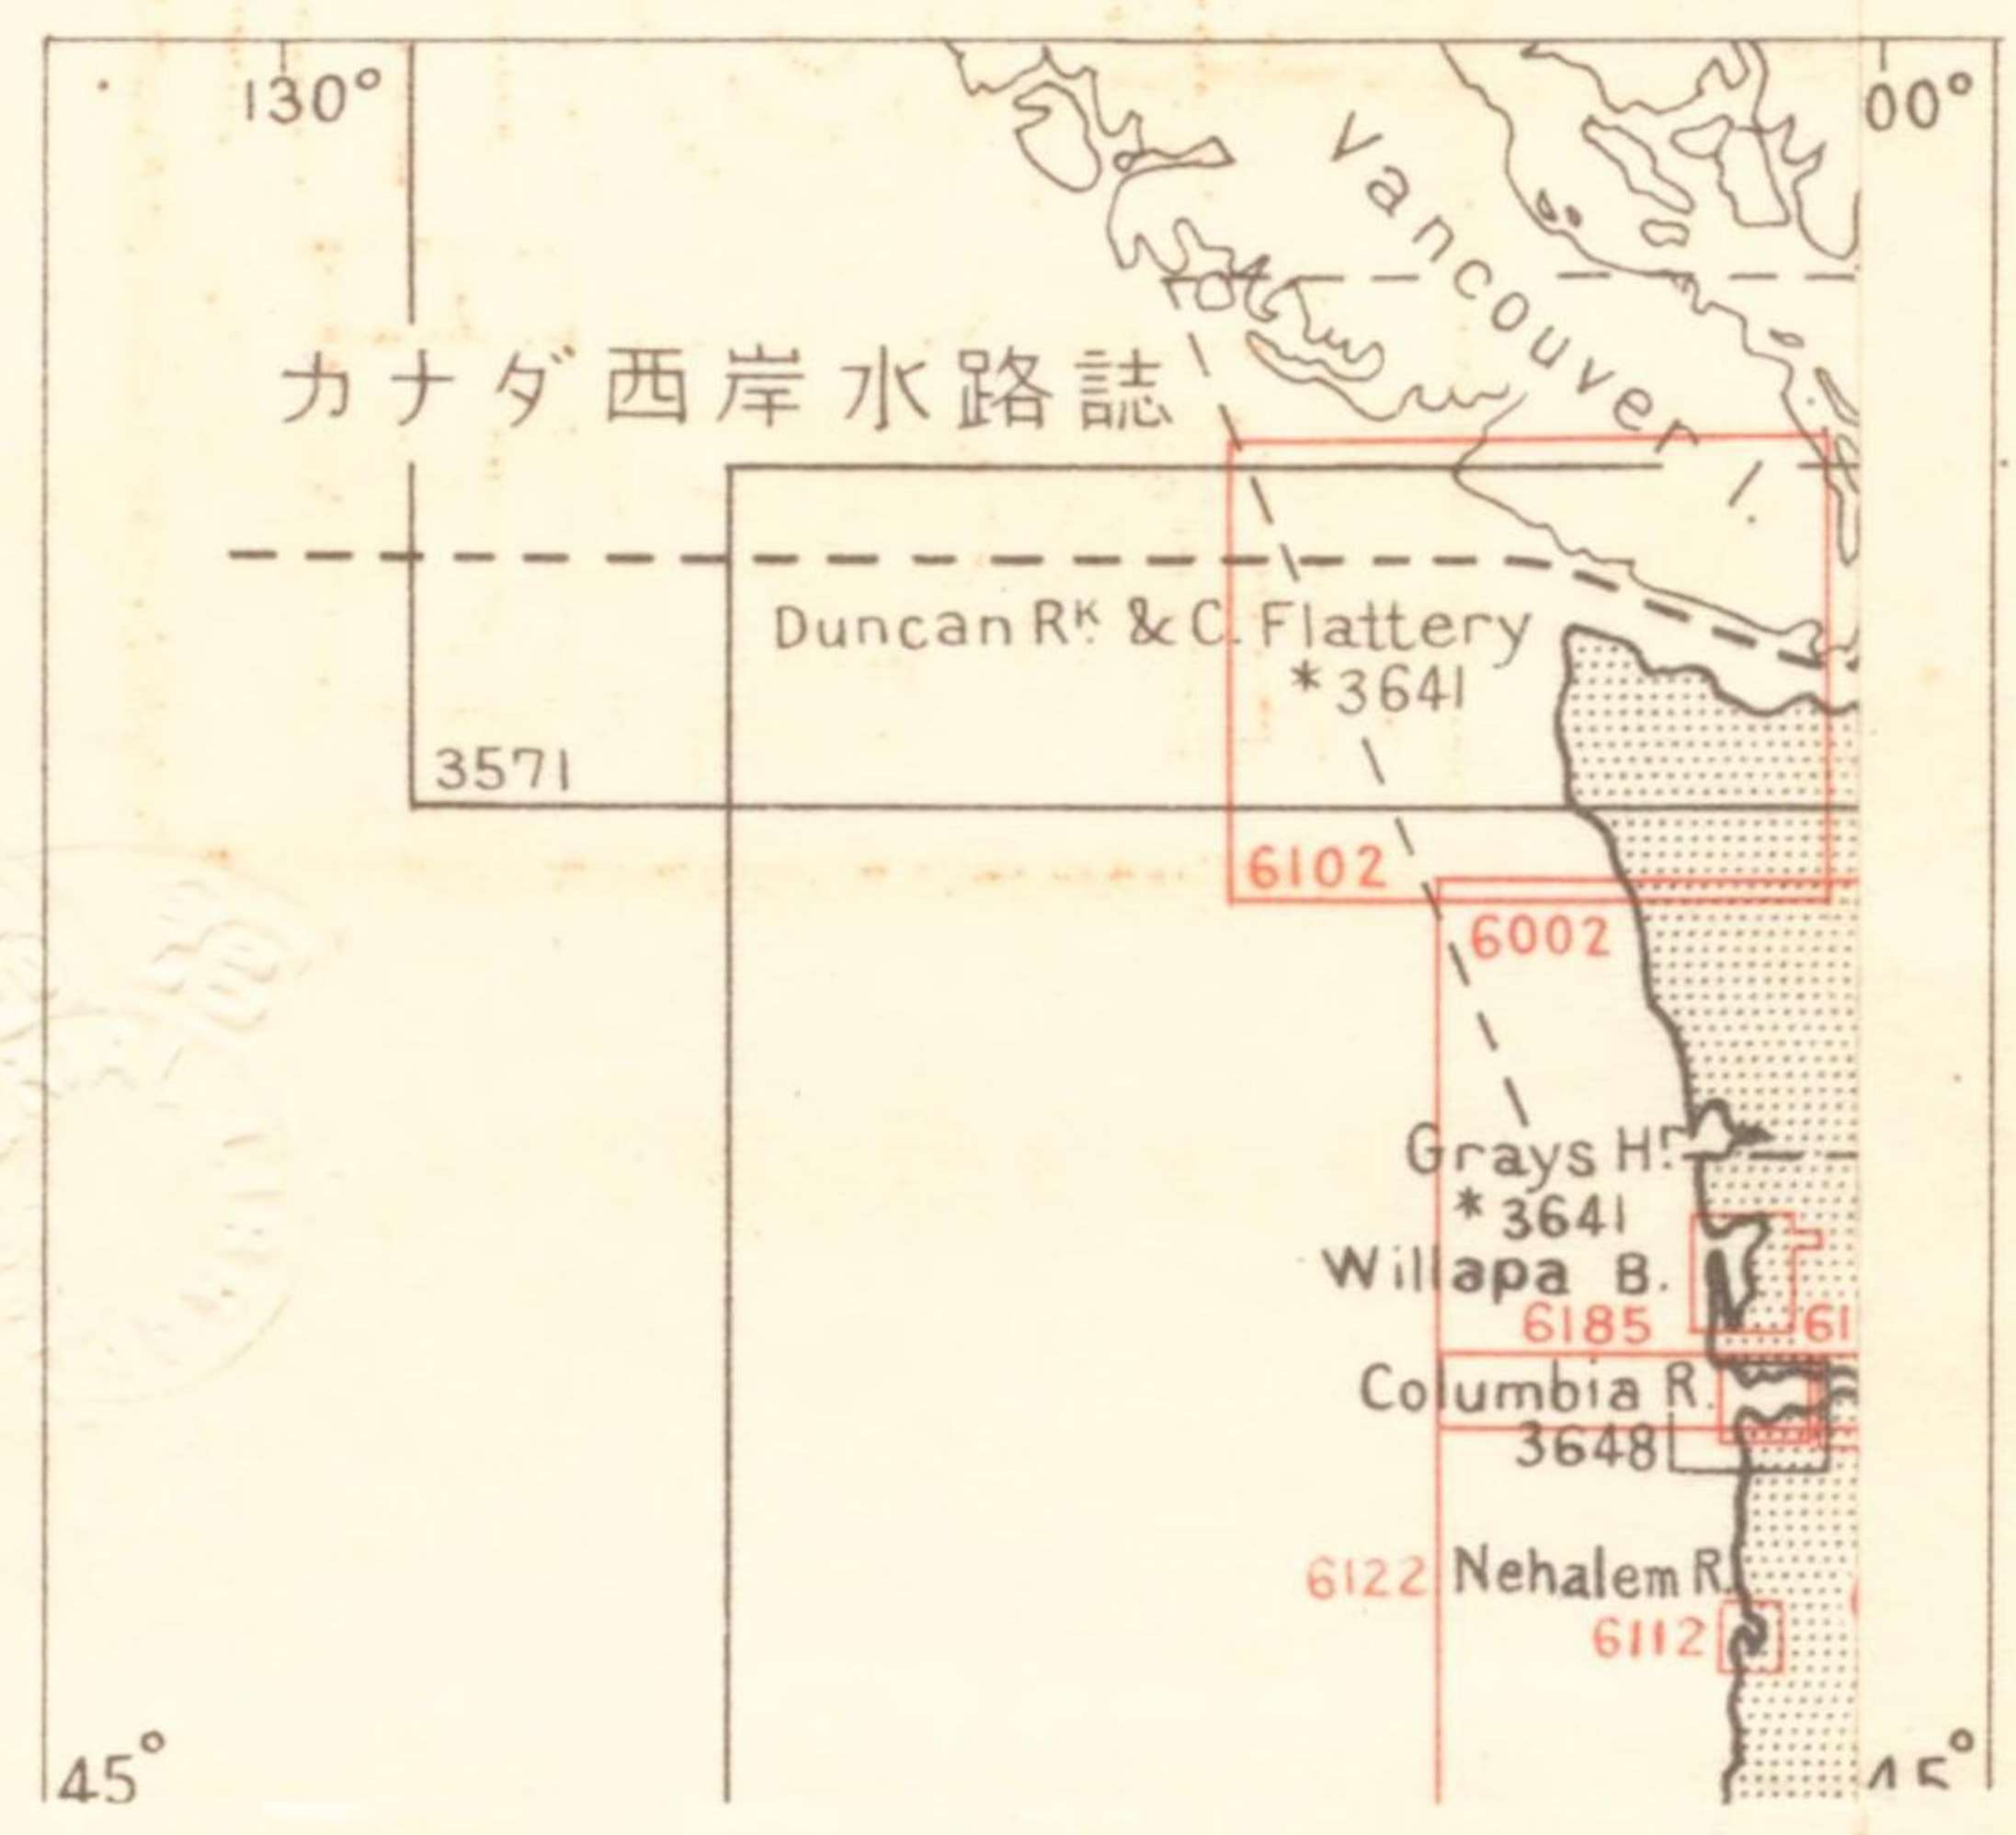 130°
00°
Vancouver I.
カナダ西岸水路誌
Duncan Rᴷ. & C. Flattery
*3641
3571
6102
6002
Grays Hr.
*3641
Willapa B.
6185
61
Columbia R.
3648
6122
Nehalem R.
6112
45°
45°